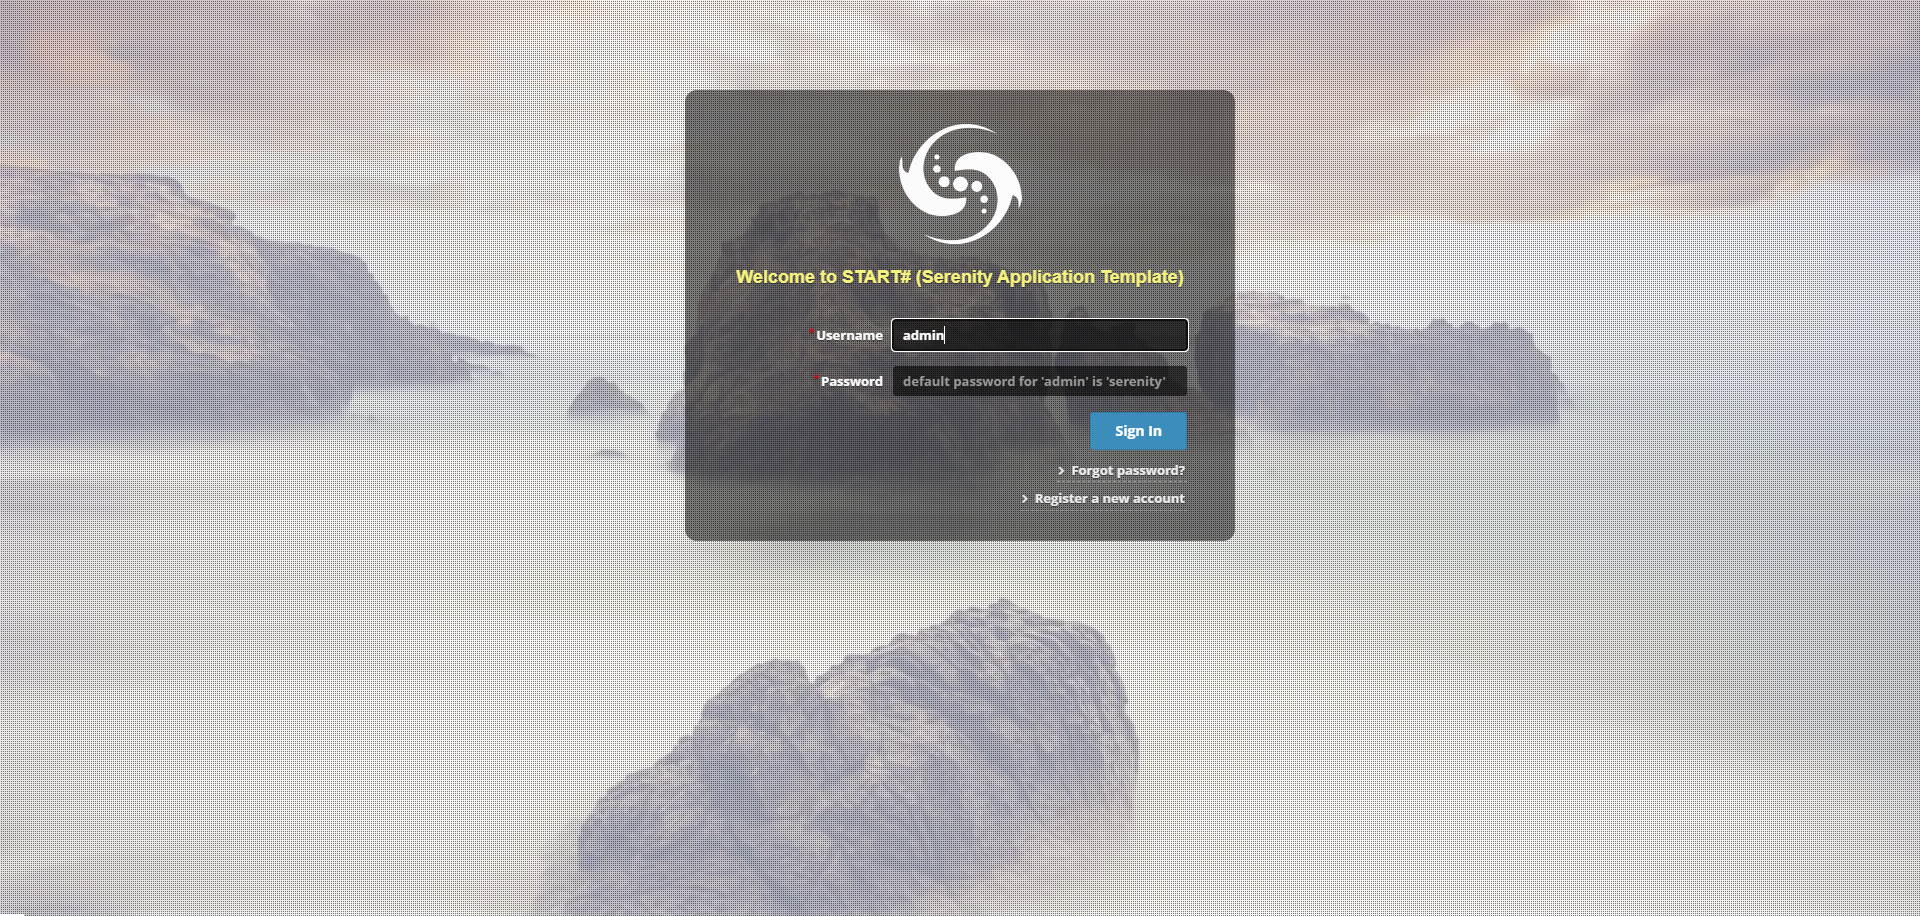 Welcome to START# (Serenity Application Template)
* Username admin
* Password default password for 'admin' is 'serenity'
Sign In
› Forgot password?
› Register a new account